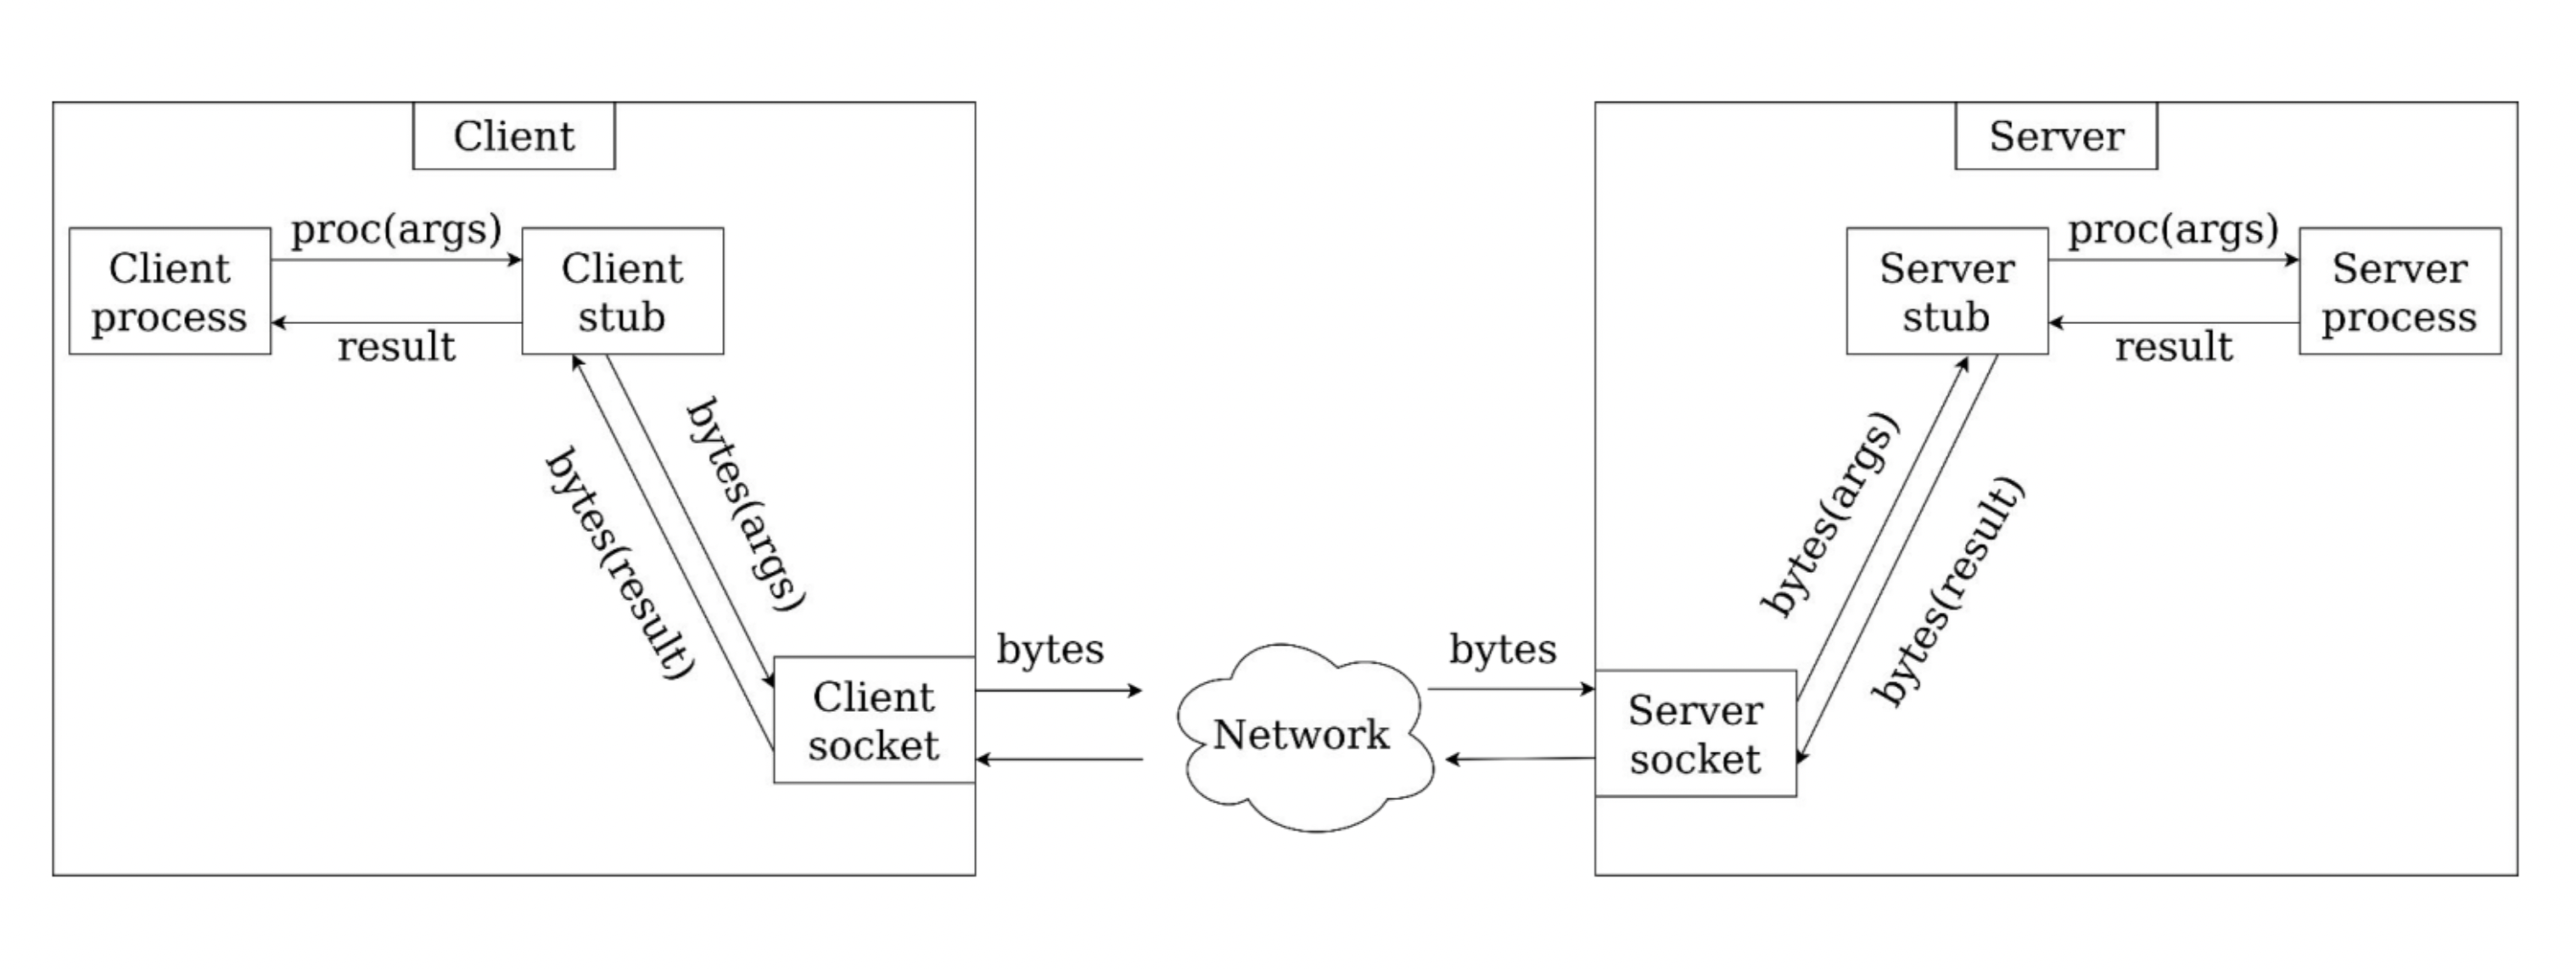 Client
Server
proc(args)
Client
process
Client
stub
result
bytes(args)
bytes(result)
Client
socket
bytes
Network
bytes
proc(args)
Server
stub
Server
process
result
bytes(args)
bytes(result)
Server
socket